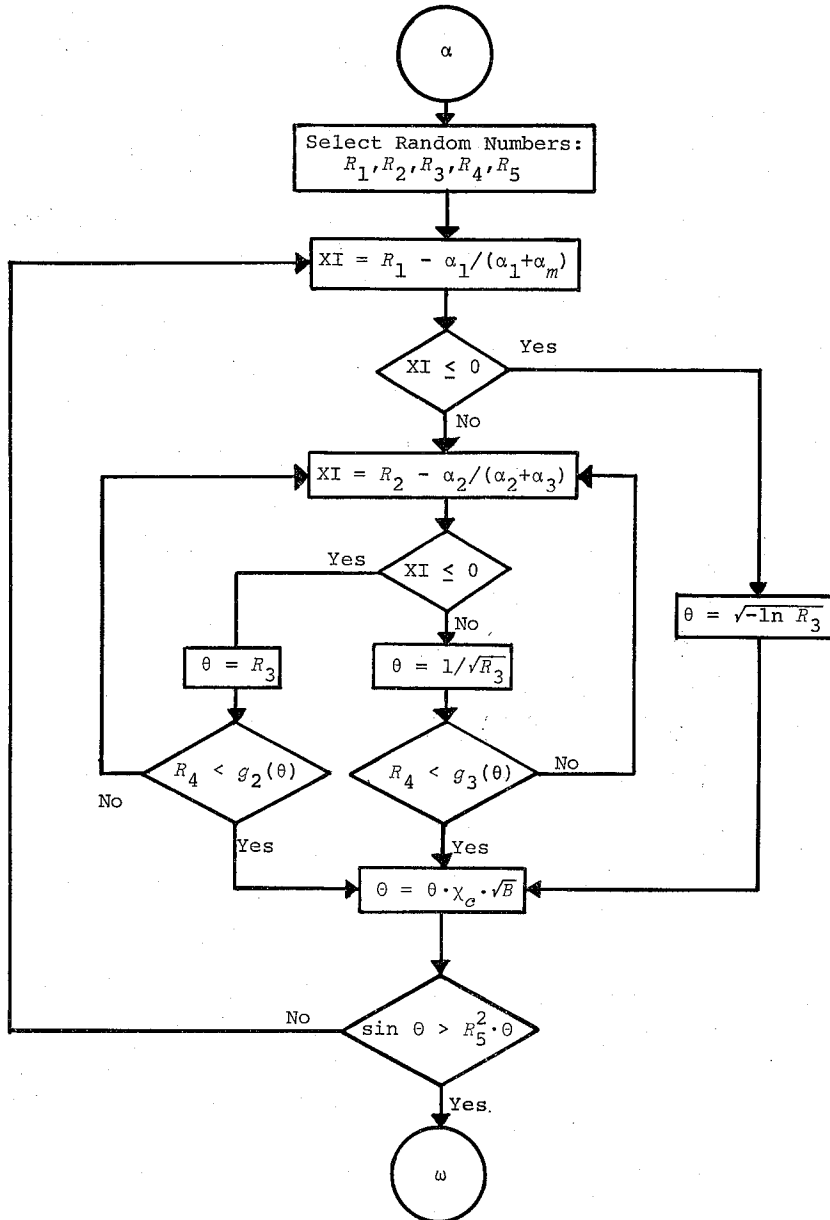 α
Select Random Numbers:
R₁,R₂,R₃,R₄,R₅
XI = R₁ - α₁/(α₁+αₘ)
Yes
XI ≤ 0
No
XI = R₂ - α₂/(α₂+α₃)
Yes
XI ≤ 0
No
θ = √-ln R₃
θ = R₃
θ = 1/√R₃
R₄ < g₂(θ)
R₄ < g₃(θ)
No
No
Yes
Yes
Θ = θ·χ_c·√B
No
sin Θ > R₅²·Θ
Yes.
ω